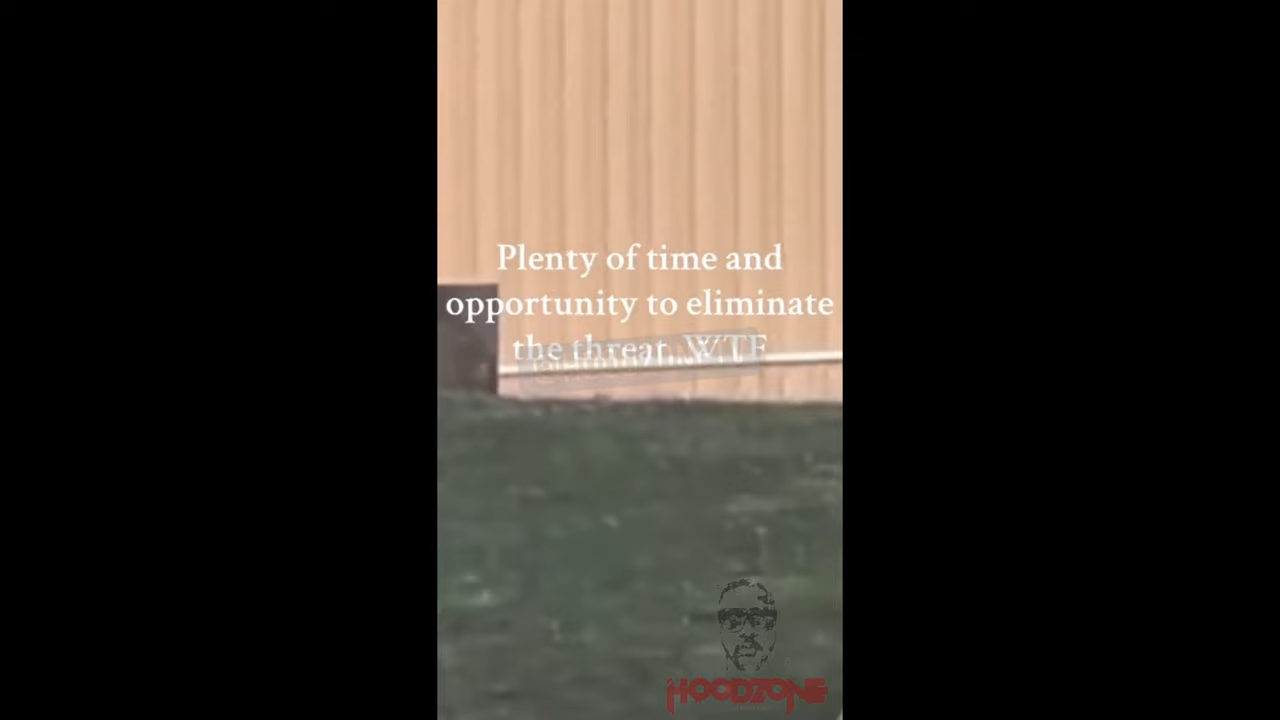 Plenty of time and
opportunity to eliminate
the threat. WTF
HOODZONE